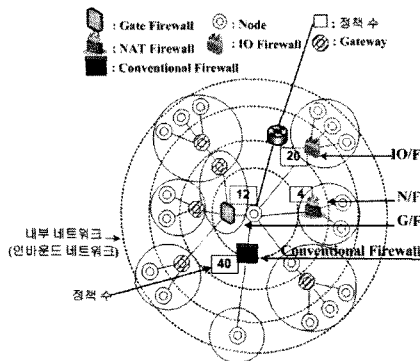 : Gate Firewall : Node : 정책 수
: NAT Firewall : IO Firewall : Gateway
: Conventional Firewall
20
IO/F
12 4
N/F
G/F
내부 네트워크
(인바운드 네트워크)
Conventional Firewall
40
정책 수